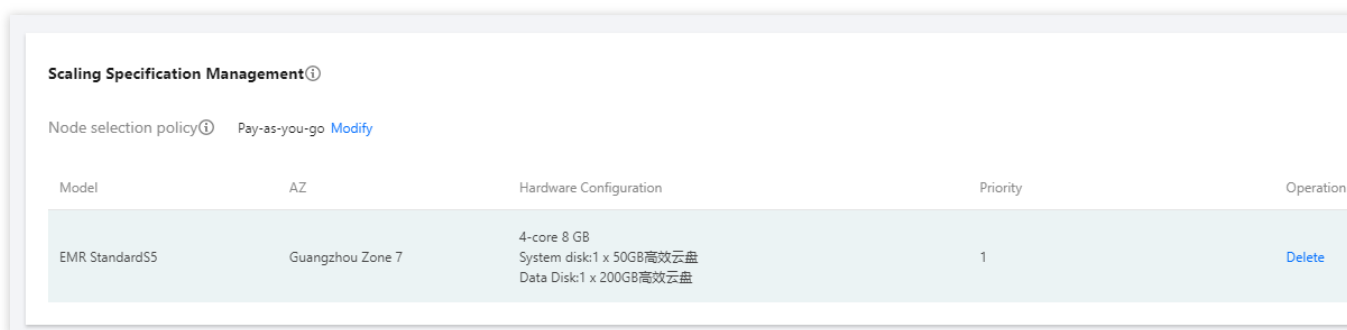 Scaling Specification Management
Node selection policy Pay-as-you-go Modify
Model AZ Hardware Configuration Priority Operation
4-core 8 GB
EMR StandardS5 Guangzhou Zone 7 System disk:1 x 50GB高效云盘 1 Delete
Data Disk:1 x 200GB高效云盘